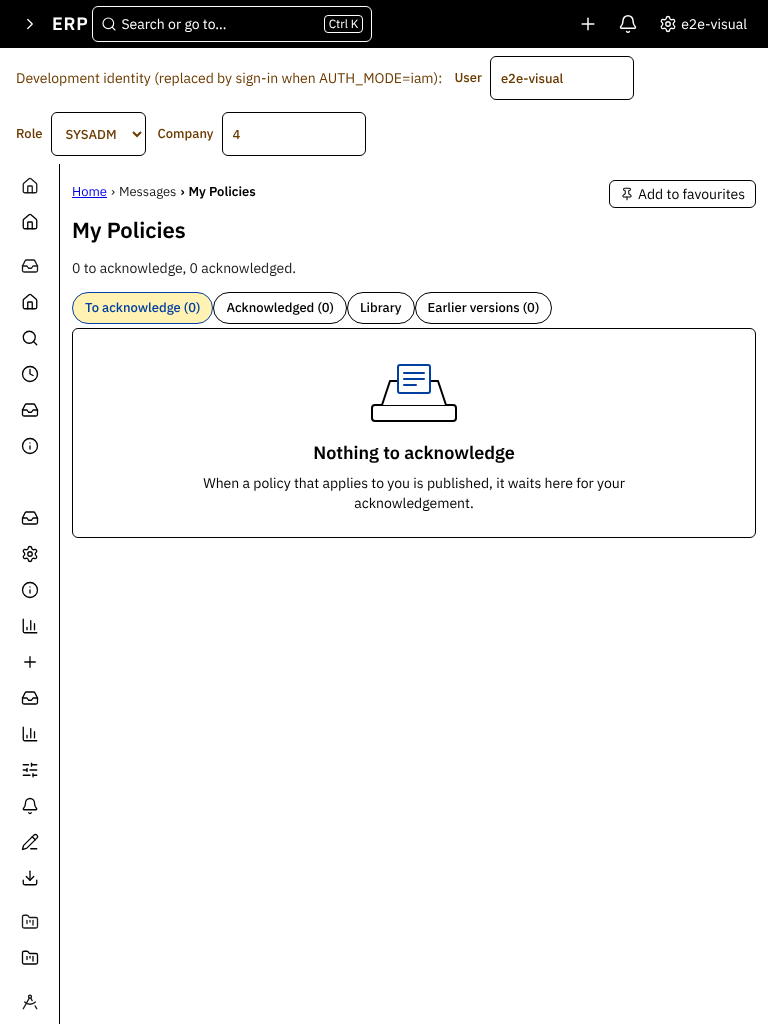 ERP Search or go to... Ctrl K e2e-visual
Development identity (replaced by sign-in when AUTH_MODE=iam): User e2e-visual
Role SYSADM Company 4
Home › Messages › My Policies Add to favourites
My Policies
0 to acknowledge, 0 acknowledged.
To acknowledge (0) Acknowledged (0) Library Earlier versions (0)
Nothing to acknowledge
When a policy that applies to you is published, it waits here for your
acknowledgement.